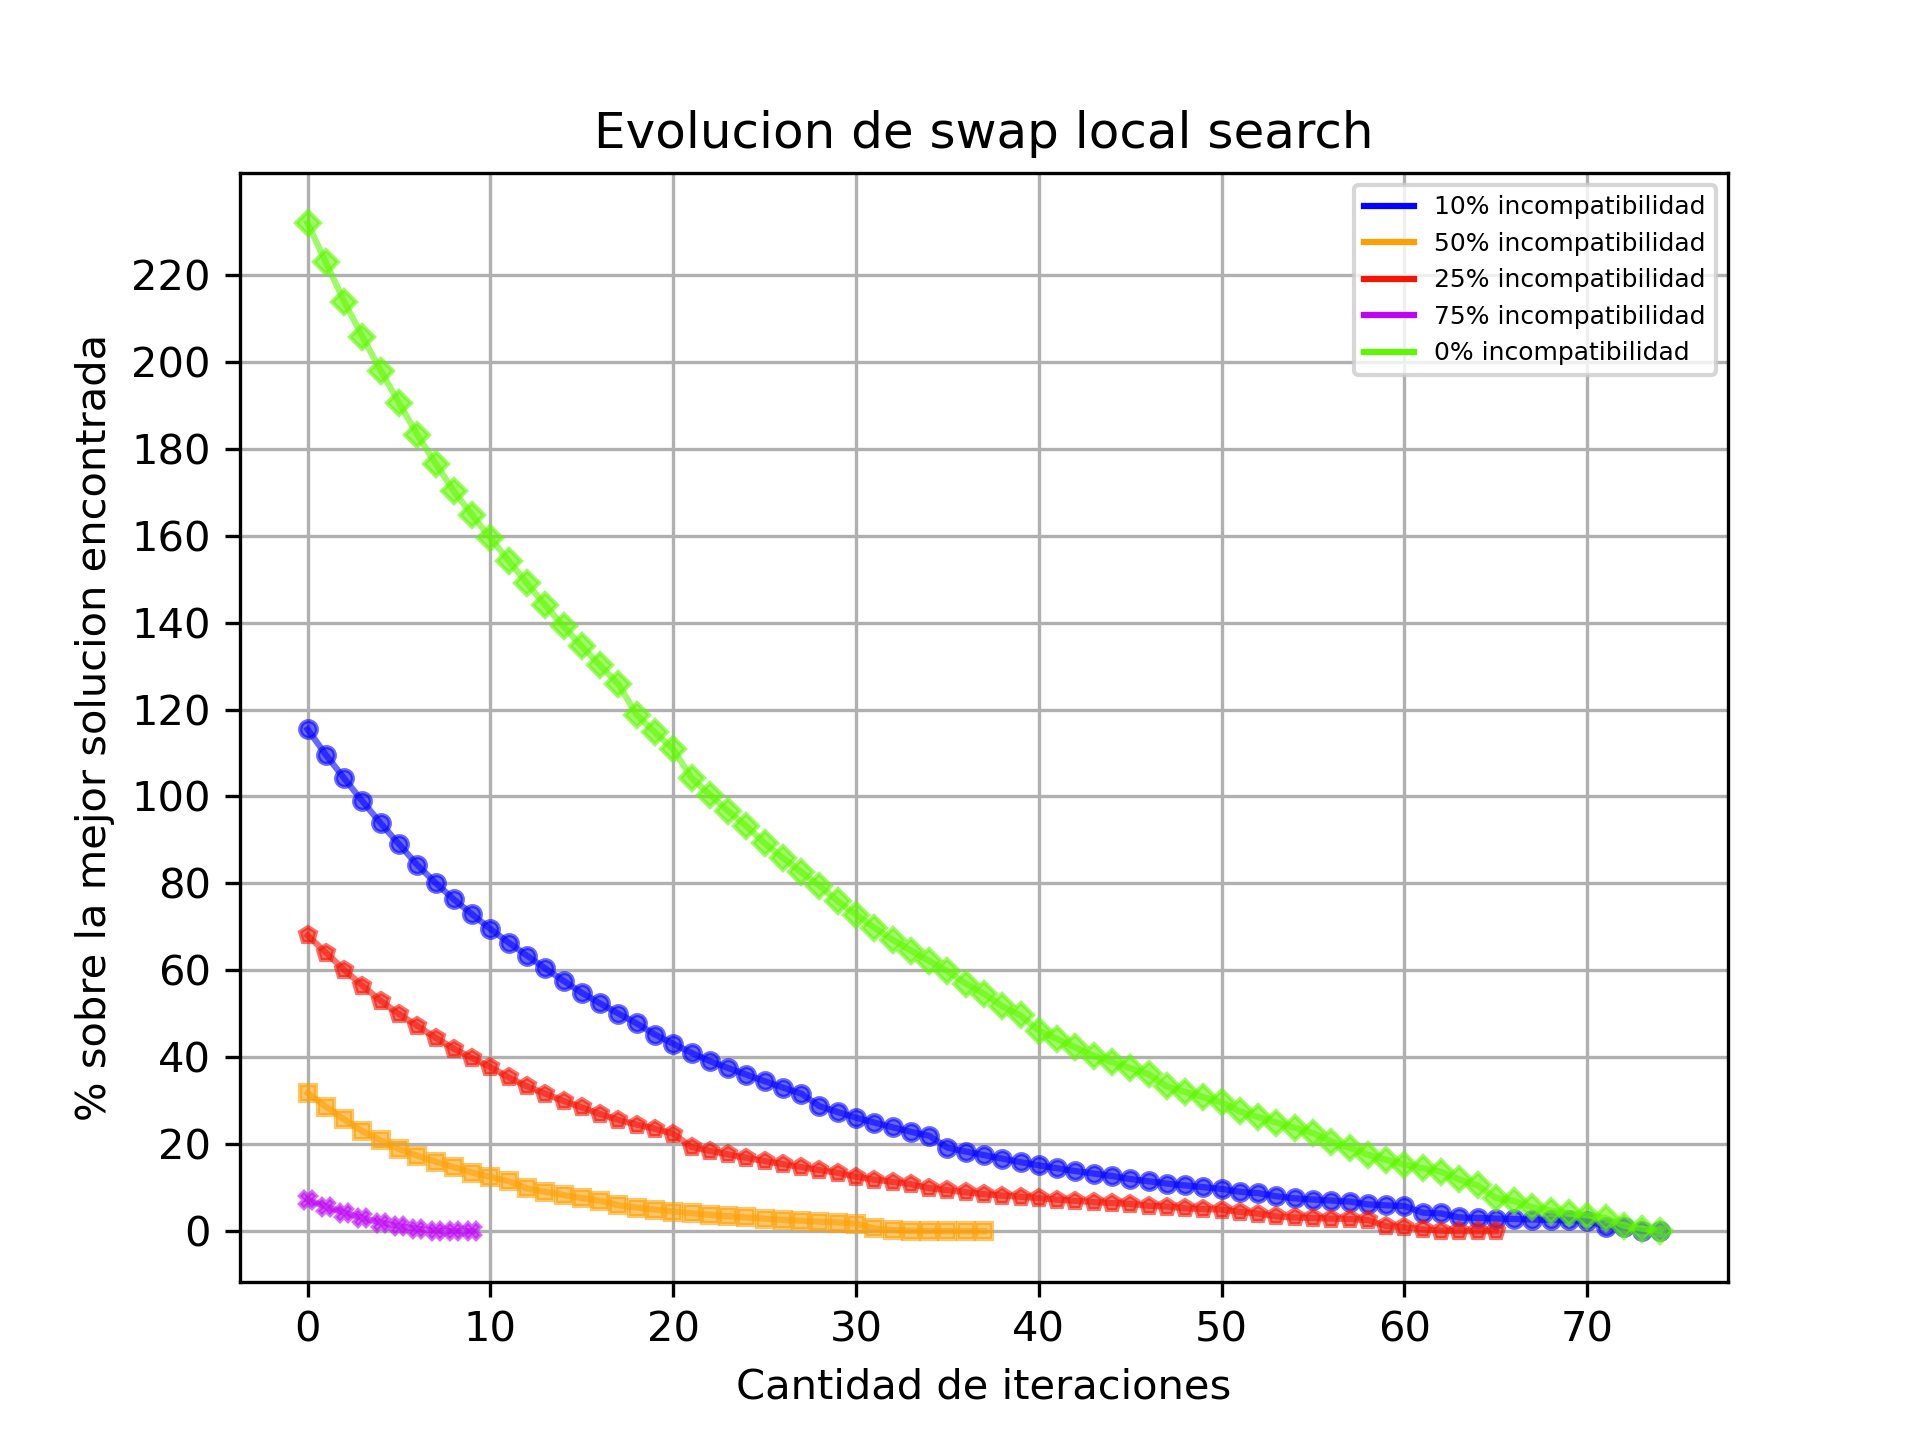 Evolucion de swap local search
% sobre la mejor solucion encontrada
220
200
180
160
140
120
100
80
60
40
20
0
10% incompatibilidad
50% incompatibilidad
25% incompatibilidad
75% incompatibilidad
0% incompatibilidad
0 10 20 30 40 50 60 70
Cantidad de iteraciones